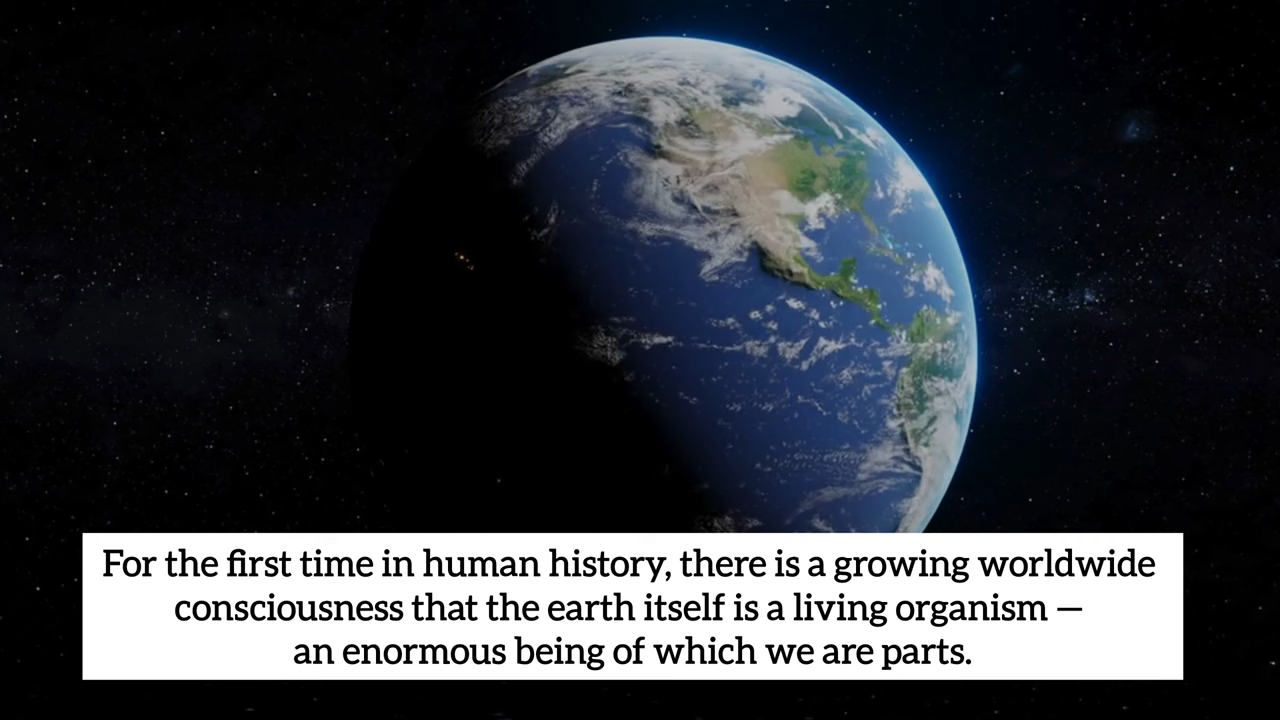 For the first time in human history, there is a growing worldwide
consciousness that the earth itself is a living organism —
an enormous being of which we are parts.